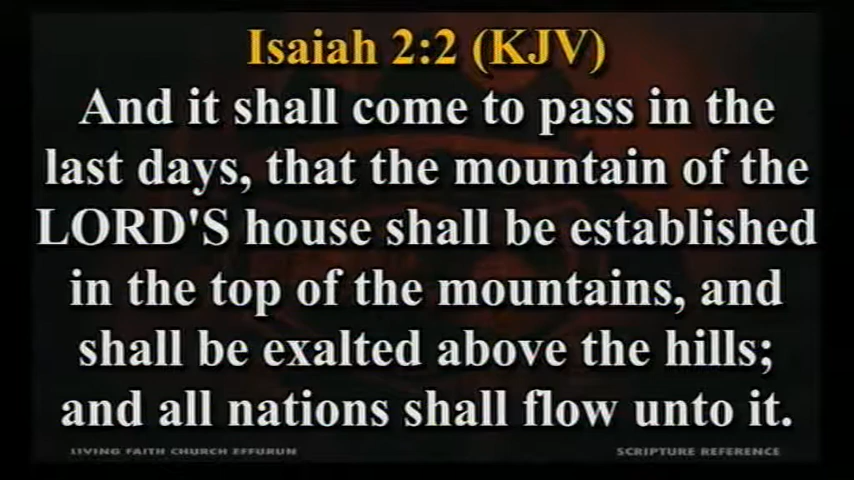 Isaiah 2:2 (KJV)
And it shall come to pass in the
last days, that the mountain of the
LORD'S house shall be established
in the top of the mountains, and
shall be exalted above the hills;
and all nations shall flow unto it.
LIVING FAITH CHURCH EFFURUN
SCRIPTURE REFERENCE